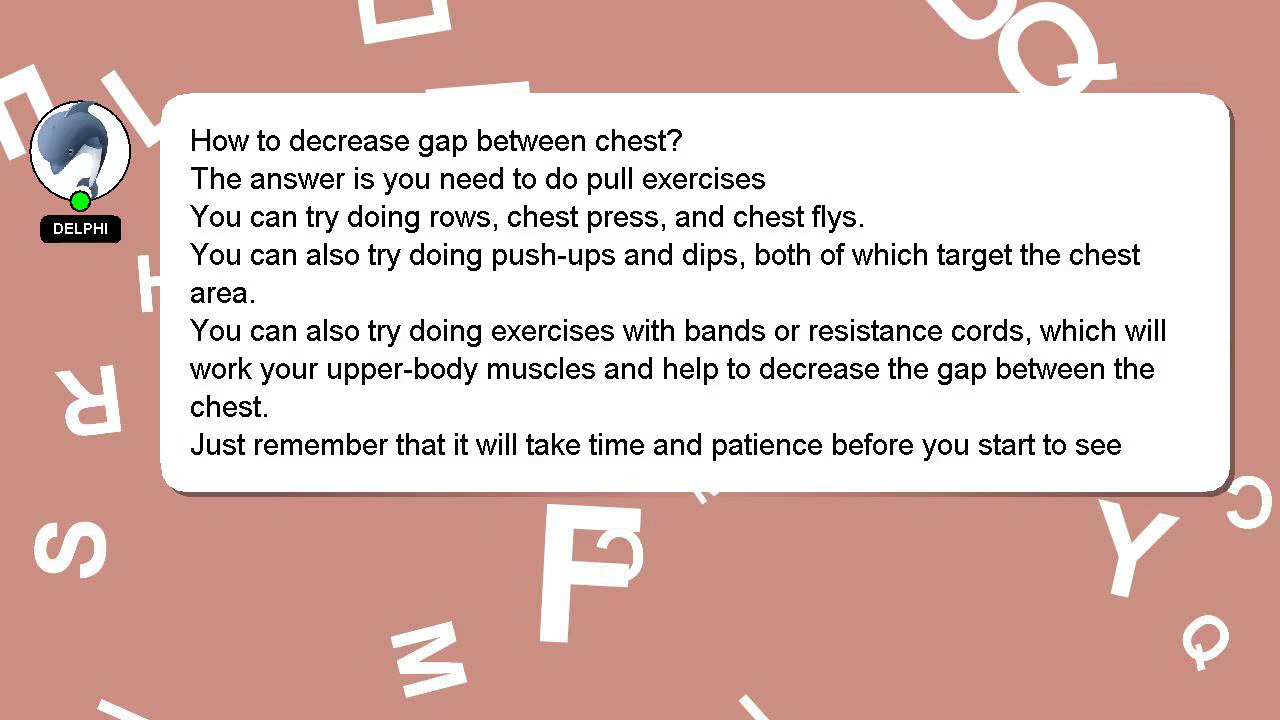 How to decrease gap between chest?
The answer is you need to do pull exercises
You can try doing rows, chest press, and chest flys.
You can also try doing push-ups and dips, both of which target the chest
area.
You can also try doing exercises with bands or resistance cords, which will
work your upper-body muscles and help to decrease the gap between the
chest.
Just remember that it will take time and patience before you start to see
DELPHI
H
R
S
F
G
M
Y
C
Q
Q